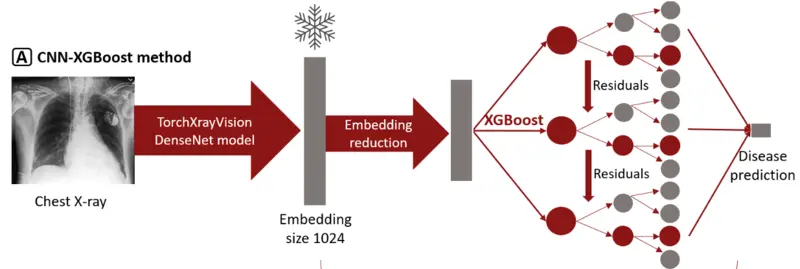 A CNN-XGBoost method
TorchXrayVision
DenseNet model
Chest X-ray
Embedding
size 1024
Embedding
reduction
XGBoost
Residuals
Residuals
Disease
prediction